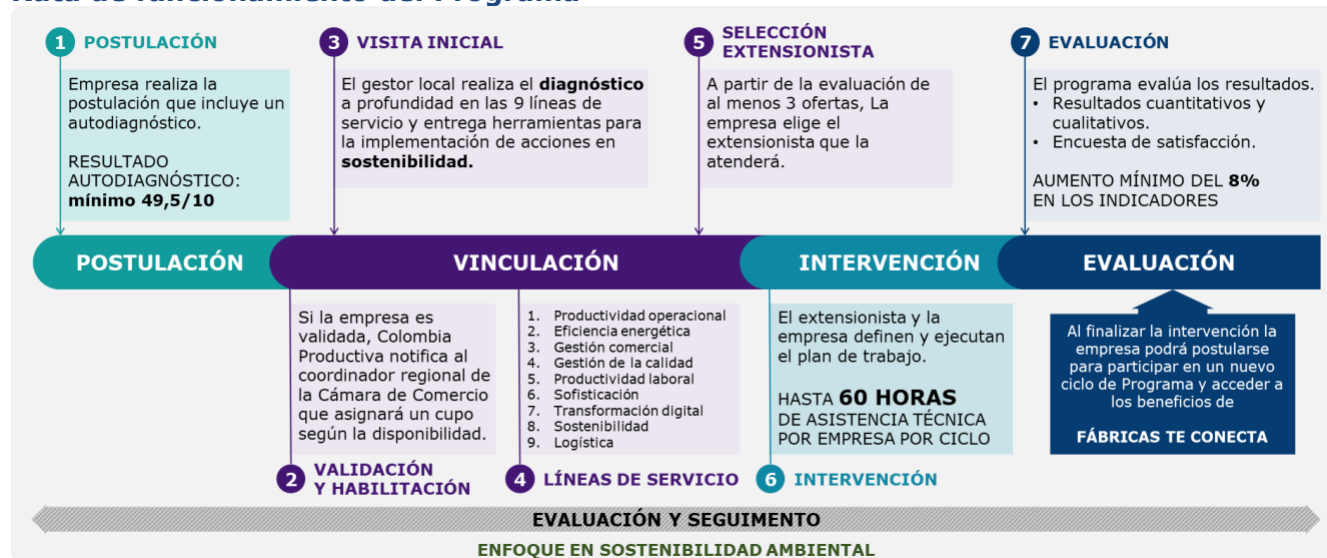 Ruta de funcionamiento del Programa
1 POSTULACIÓN
Empresa realiza la
postulación que incluye un
autodiagnóstico.
RESULTADO
AUTODIAGNÓSTICO:
mínimo 49,5/10
3 VISITA INICIAL
El gestor local realiza el diagnóstico
a profundidad en las 9 líneas de
servicio y entrega herramientas para
la implementación de acciones en
sostenibilidad.
5 SELECCIÓN
EXTENSIONISTA
A partir de la evaluación de
al menos 3 ofertas, La
empresa elige el
extensionista que la
atenderá.
7 EVALUACIÓN
El programa evalúa los resultados.
• Resultados cuantitativos y
cualitativos.
• Encuesta de satisfacción.
AUMENTO MÍNIMO DEL 8%
EN LOS INDICADORES
POSTULACIÓN
VINCULACIÓN
INTERVENCIÓN
EVALUACIÓN
Si la empresa es
validada, Colombia
Productiva notifica al
coordinador regional de
la Cámara de Comercio
que asignará un cupo
según la disponibilidad.
2 VALIDACIÓN
Y HABILITACIÓN
1. Productividad operacional
2. Eficiencia energética
3. Gestión comercial
4. Gestión de la calidad
5. Productividad laboral
6. Sofisticación
7. Transformación digital
8. Sostenibilidad
9. Logística
4 LÍNEAS DE SERVICIO
El extensionista y la
empresa definen y ejecutan
el plan de trabajo.
HASTA 60 HORAS
DE ASISTENCIA TÉCNICA
POR EMPRESA POR CICLO
6 INTERVENCIÓN
Al finalizar la intervención la
empresa podrá postularse
para participar en un nuevo
ciclo de Programa y acceder a
los beneficios de
FÁBRICAS TE CONECTA
EVALUACIÓN Y SEGUIMENTO
ENFOQUE EN SOSTENIBILIDAD AMBIENTAL